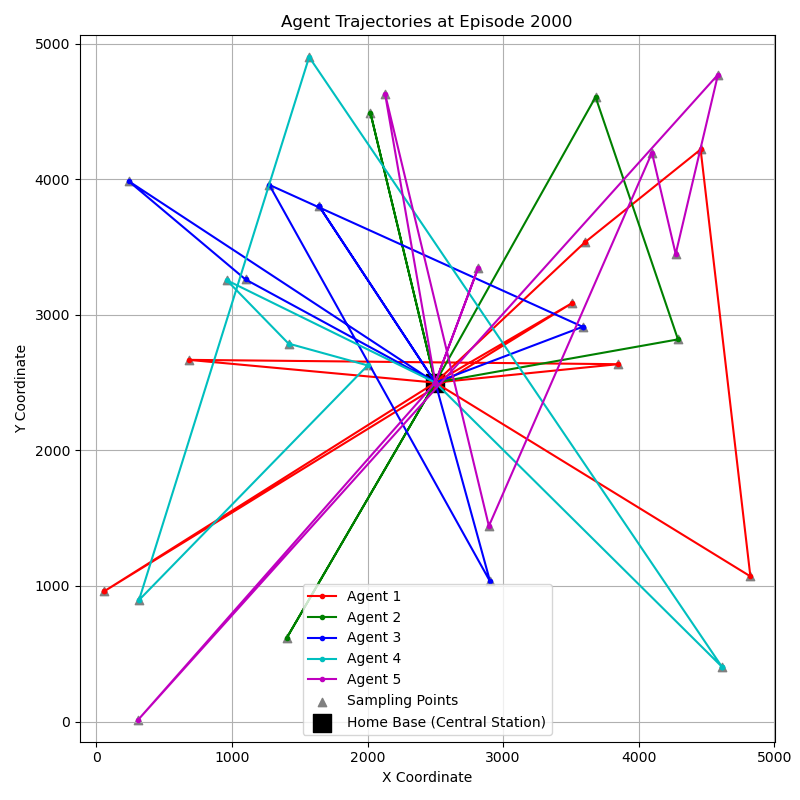 Agent Trajectories at Episode 2000
5000
4000
3000
2000
1000
0
Y Coordinate
Agent 1
Agent 2
Agent 3
Agent 4
Agent 5
Sampling Points
Home Base (Central Station)
0 1000 2000 3000 4000 5000
X Coordinate